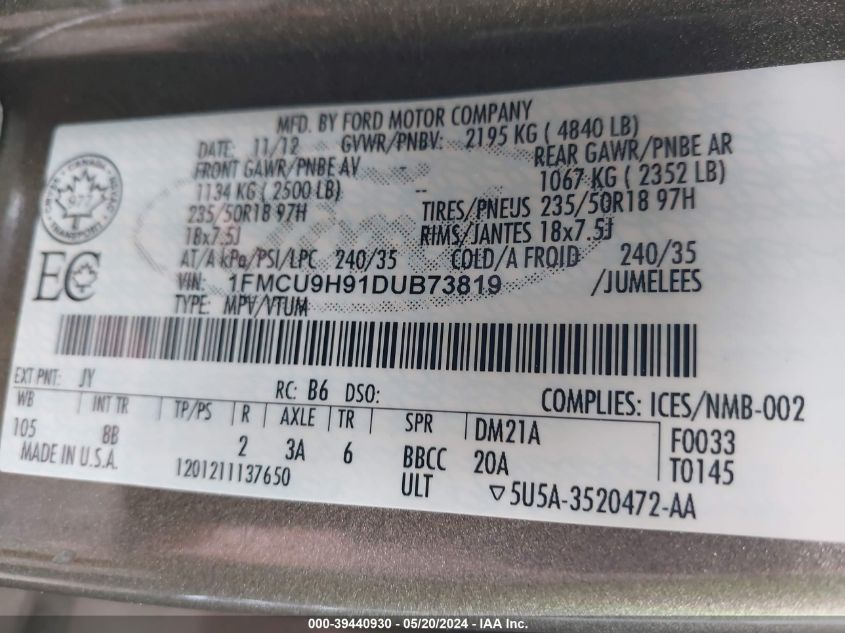 MFD. BY FORD MOTOR COMPANY
DATE: 11/12 GVWR/PNBV: 2195 KG ( 4840 LB)
FRONT GAWR/PNBE AV - REAR GAWR/PNBE AR
1134 KG ( 2500 LB) -- 1067 KG ( 2352 LB)
235/50R18 97H TIRES/PNEUS 235/50R18 97H
18x7.5J RIMS/JANTES 18x7.5J
AT/A kPa/PSI/LPC 240/35 COLD/A FROID 240/35
VIN: 1FMCU9H91DUB73819 /JUMELEES
TYPE: MPV/VTUM
CANADA
977
TRANSPORT
EC
EXT PNT: JY RC: B6 DSO: COMPLIES: ICES/NMB-002
WB INT TR TP/PS R AXLE TR SPR DM21A F0033
105 8B 2 3A 6 BBCC 20A T0145
MADE IN U.S.A. 1201211137650 ULT ▽5U5A-3520472-AA
000-39440930 - 05/20/2024 - IAA Inc.